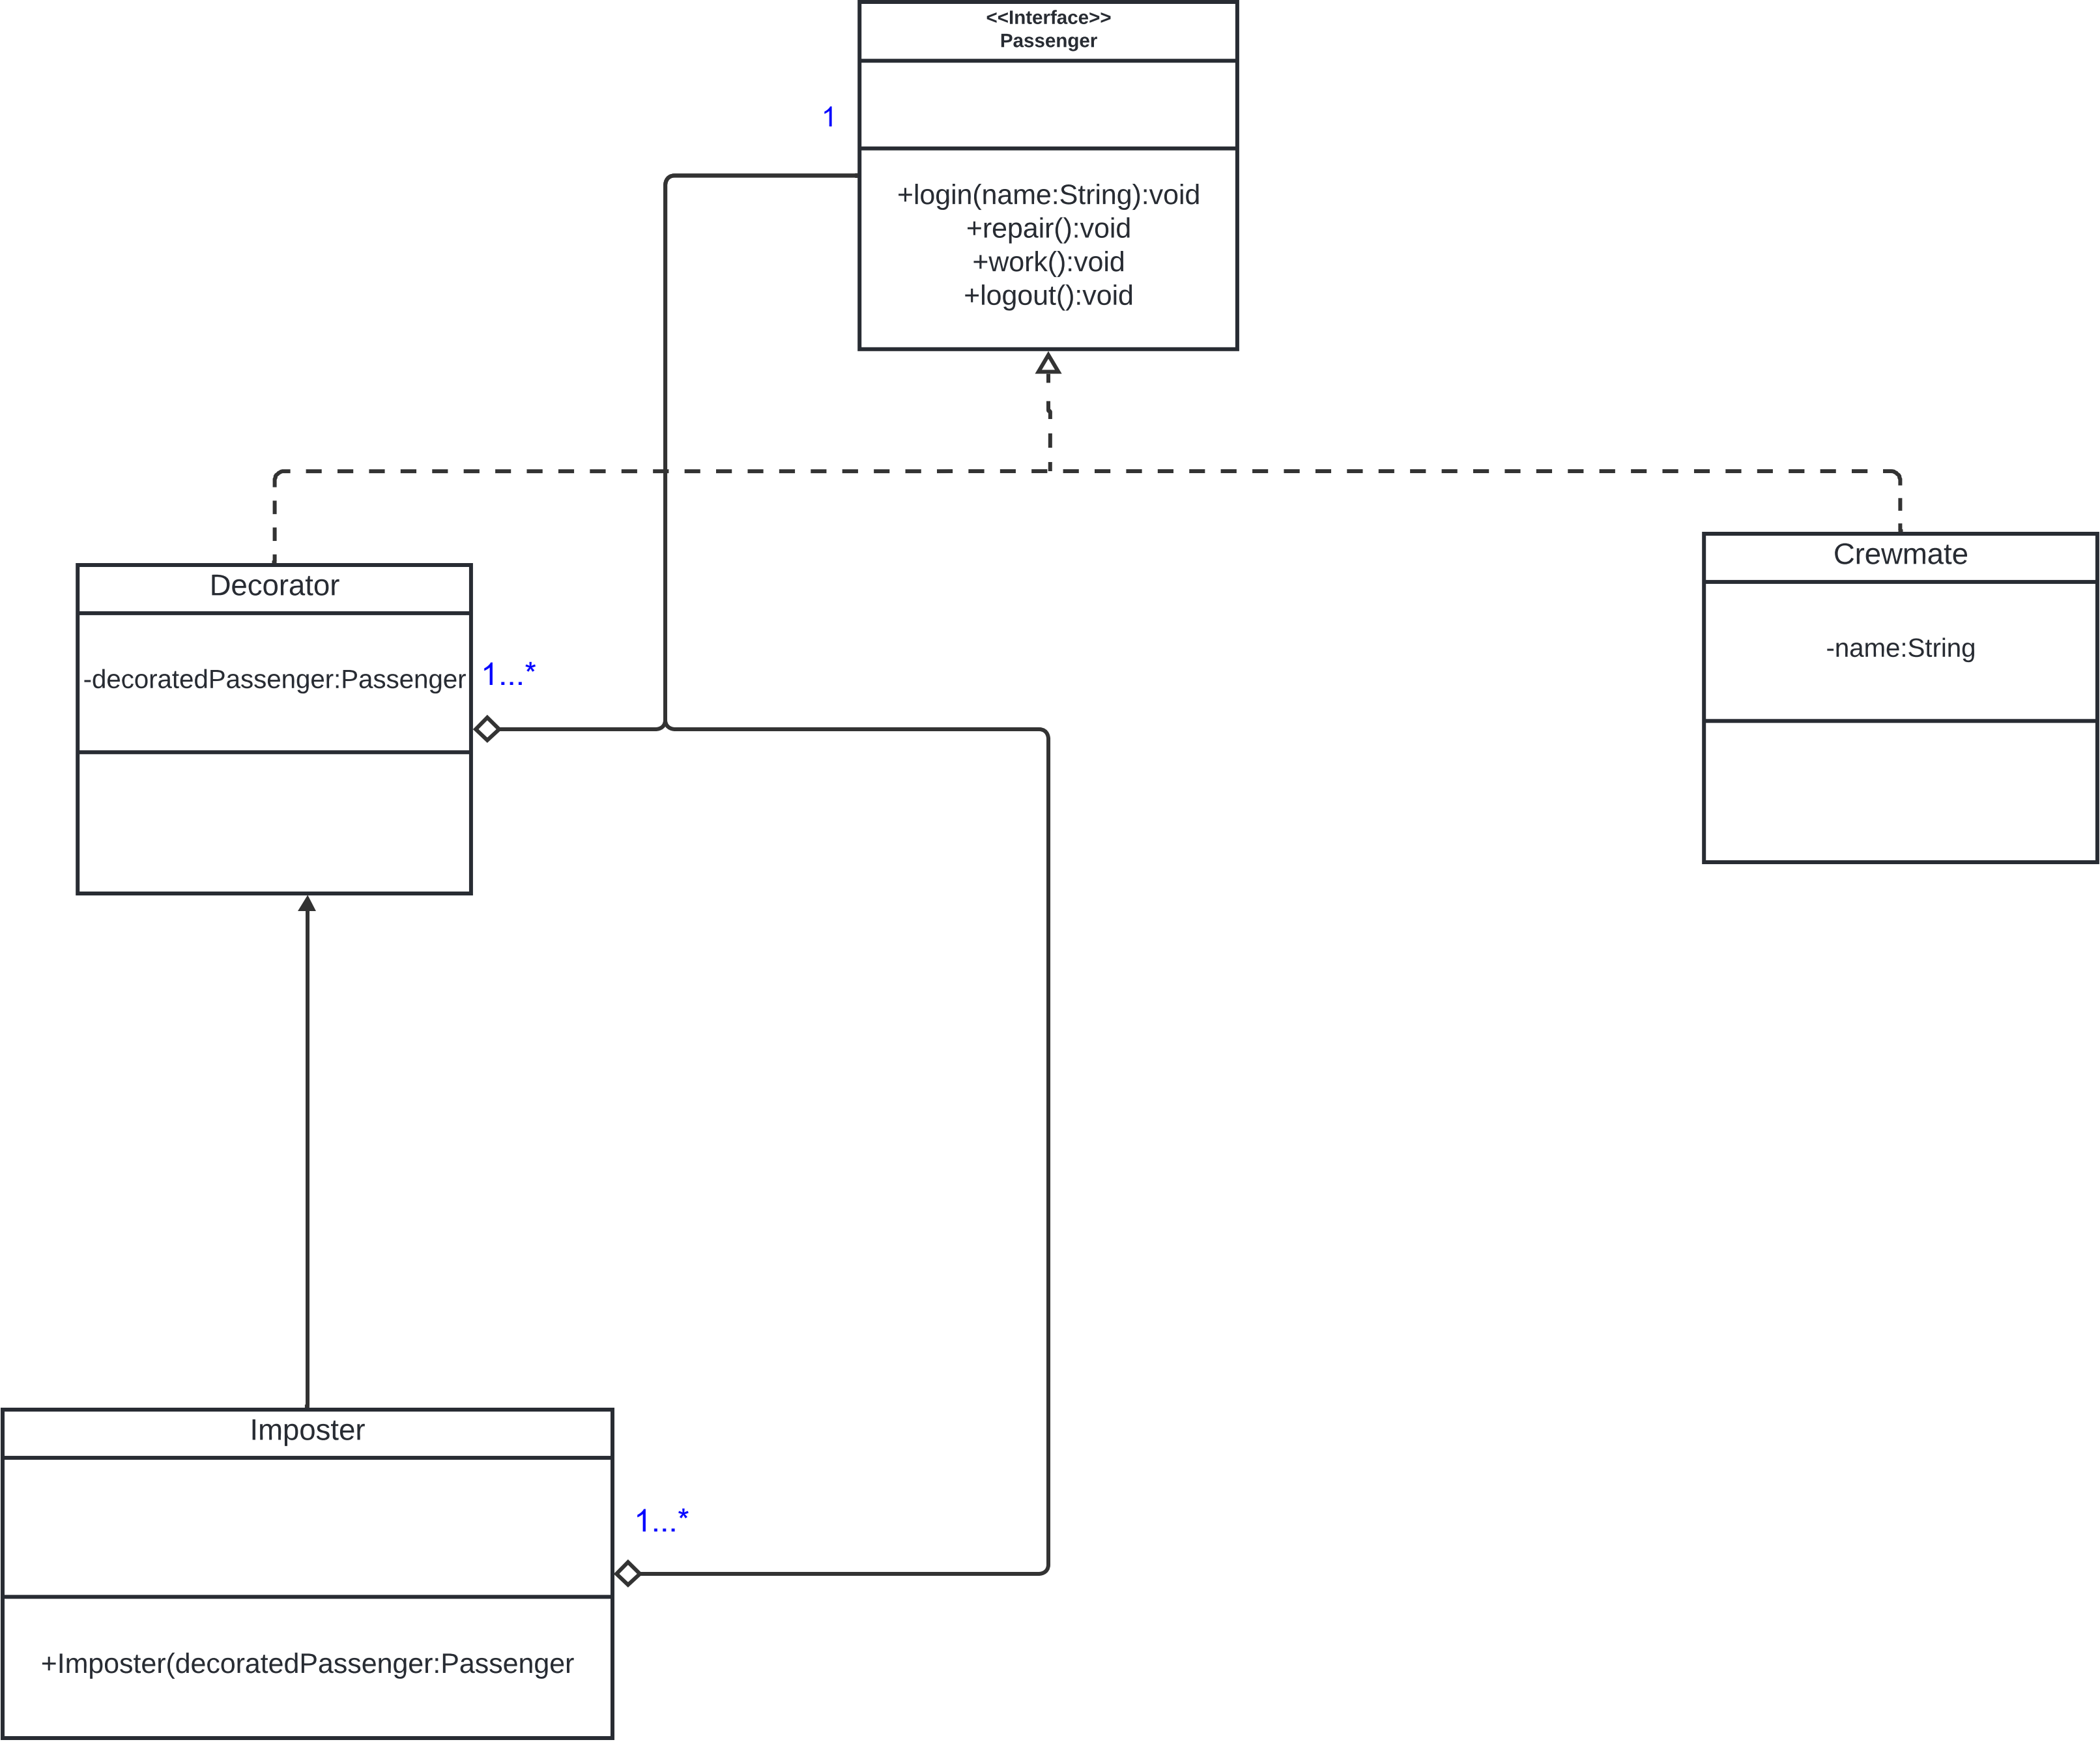 <<Interface>>
Passenger
1
+login(name:String):void
+repair():void
+work():void
+logout():void
Decorator
-decoratedPassenger:Passenger
1...*
Crewmate
-name:String
Imposter
1...*
+Imposter(decoratedPassenger:Passenger